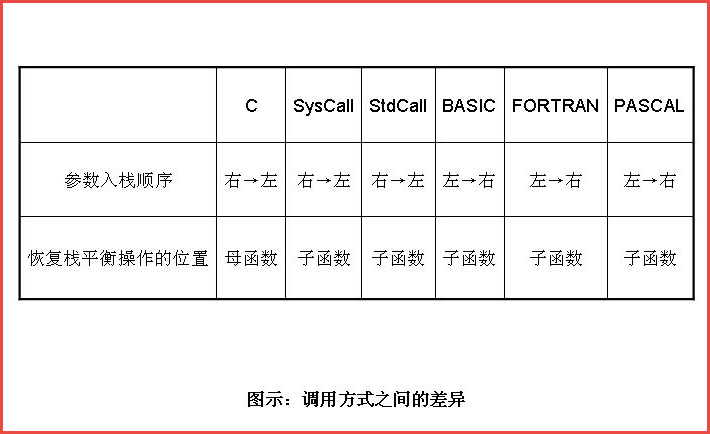 C SysCall StdCall BASIC FORTRAN PASCAL
参数入栈顺序 右→左 右→左 右→左 左→右 左→右 左→右
恢复栈平衡操作的位置 母函数 子函数 子函数 子函数 子函数 子函数
图示：调用方式之间的差异